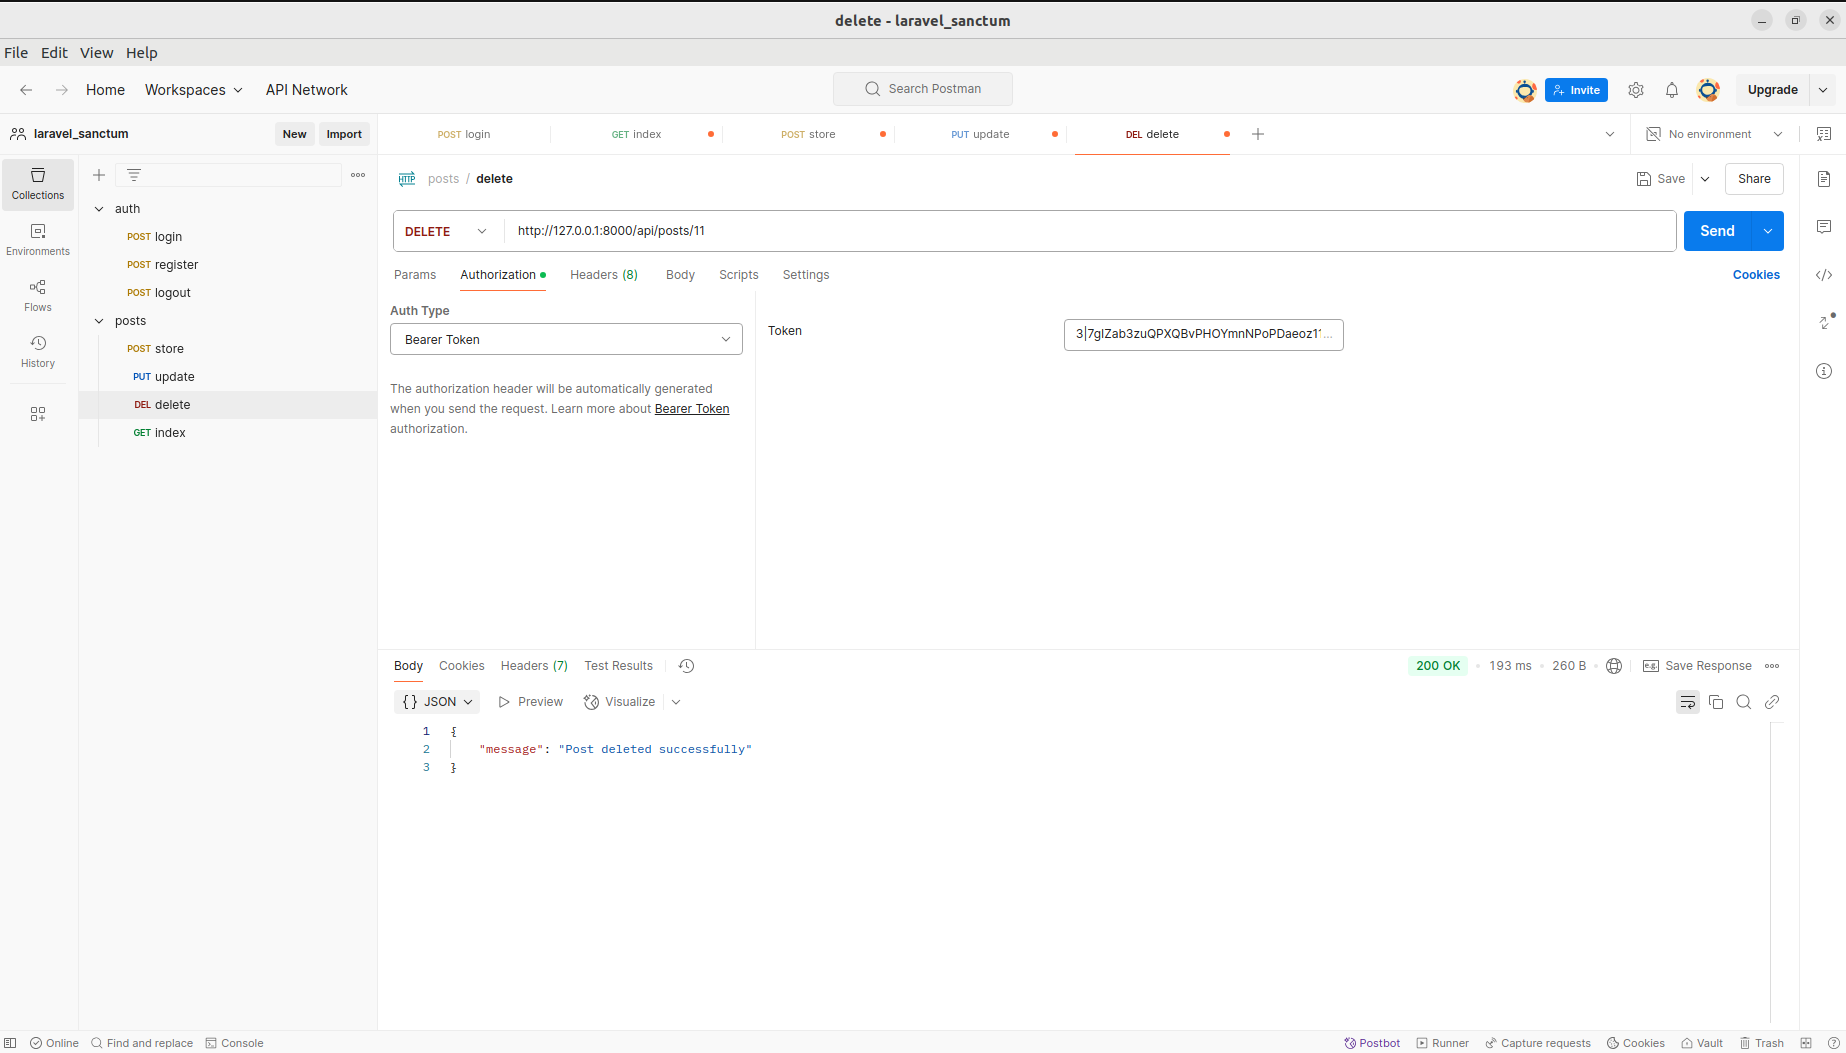 delete - laravel_sanctum
File Edit View Help
Home Workspaces API Network
Search Postman
Invite
Upgrade
laravel_sanctum
New Import
POST login
GET index
POST store
PUT update
DEL delete
No environment
Collections
Environments
Flows
History
auth
POST login
POST register
POST logout
posts
POST store
PUT update
DEL delete
GET index
HTTP posts / delete
Save
Share
DELETE http://127.0.0.1:8000/api/posts/11
Send
Params Authorization Headers (8) Body Scripts Settings
Cookies
Auth Type
Bearer Token
The authorization header will be automatically generated
when you send the request. Learn more about Bearer Token
authorization.
Token
Body Cookies Headers (7) Test Results
200 OK • 193 ms • 260 B
e.g. Save Response
{} JSON Preview Visualize
1 {
2 "message": "Post deleted successfully"
3 }
Online Find and replace Console
Postbot Runner Capture requests Cookies Vault Trash